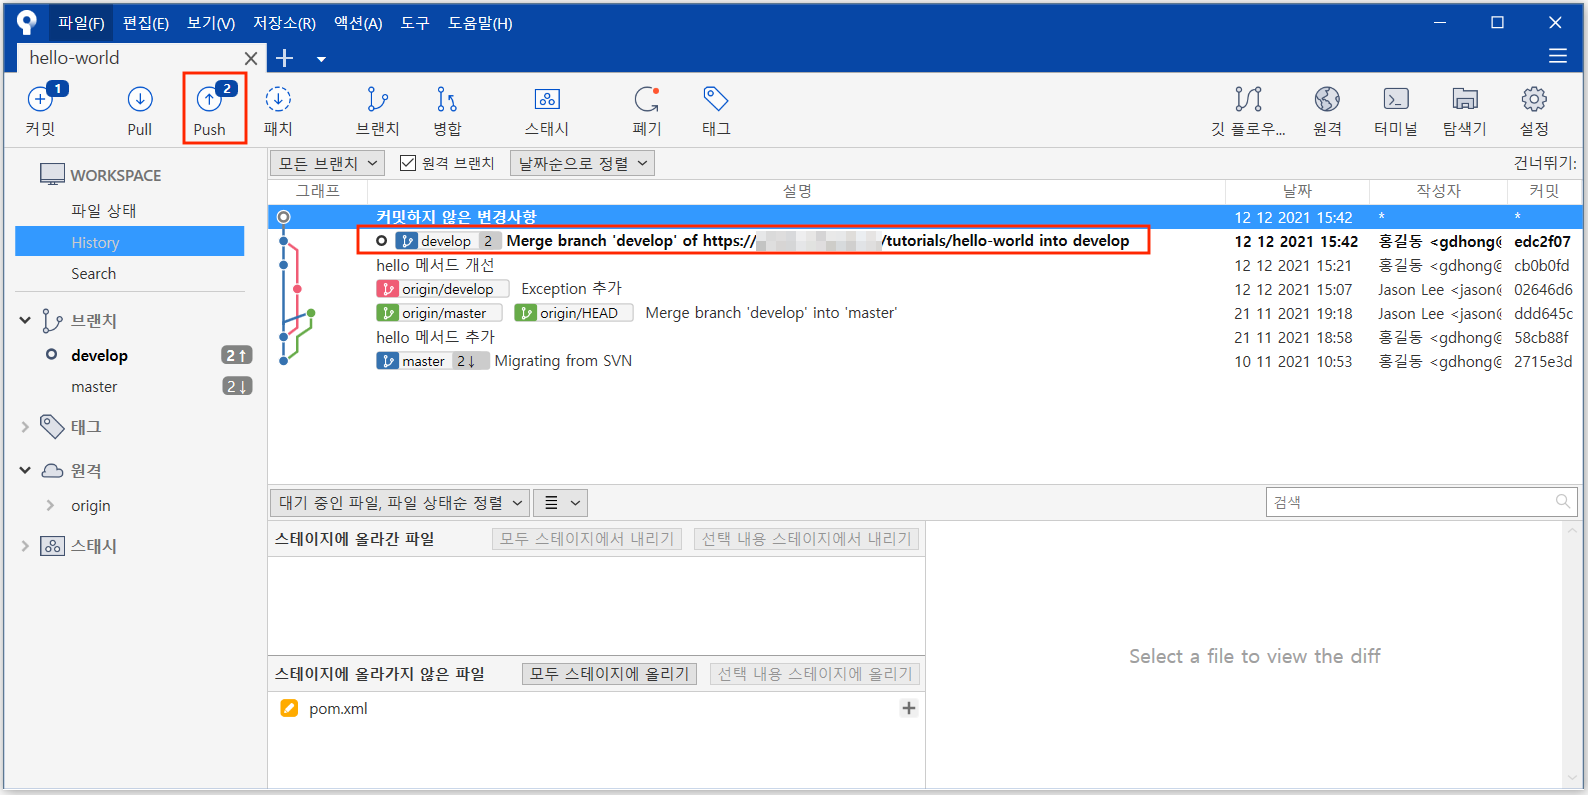 파일(F) 편집(E) 보기(V) 저장소(R) 액션(A) 도구 도움말(H)
hello-world
1
2
커밋 Pull Push 패치 브랜치 병합 스태시 폐기 태그 깃 플로우... 원격 터미널 탐색기 설정
모든 브랜치 원격 브랜치 날짜순으로 정렬 건너뛰기:
그래프 설명 날짜 작성자 커밋
커밋하지 않은 변경사항 12 12 2021 15:42 * *
develop 2 Merge branch 'develop' of https:// /tutorials/hello-world into develop 12 12 2021 15:42 홍길동 <gdhong@ edc2f07
hello 메서드 개선 12 12 2021 15:21 홍길동 <gdhong@ cb0b0fd
origin/develop Exception 추가 12 12 2021 15:07 Jason Lee <jason@ 02646d6
origin/master origin/HEAD Merge branch 'develop' into 'master' 21 11 2021 19:18 Jason Lee <jason@ ddd645c
hello 메서드 추가 21 11 2021 18:58 홍길동 <gdhong@ 58cb88f
master 2↓ Migrating from SVN 10 11 2021 10:53 홍길동 <gdhong@ 2715e3d
WORKSPACE
파일 상태
History
Search
브랜치
develop 2↑
master 2↓
태그
원격
origin
스태시
대기 중인 파일, 파일 상태순 정렬 검색
스테이지에 올라간 파일 모두 스테이지에서 내리기 선택 내용 스테이지에서 내리기
스테이지에 올라가지 않은 파일 모두 스테이지에 올리기 선택 내용 스테이지에 올리기
pom.xml
Select a file to view the diff